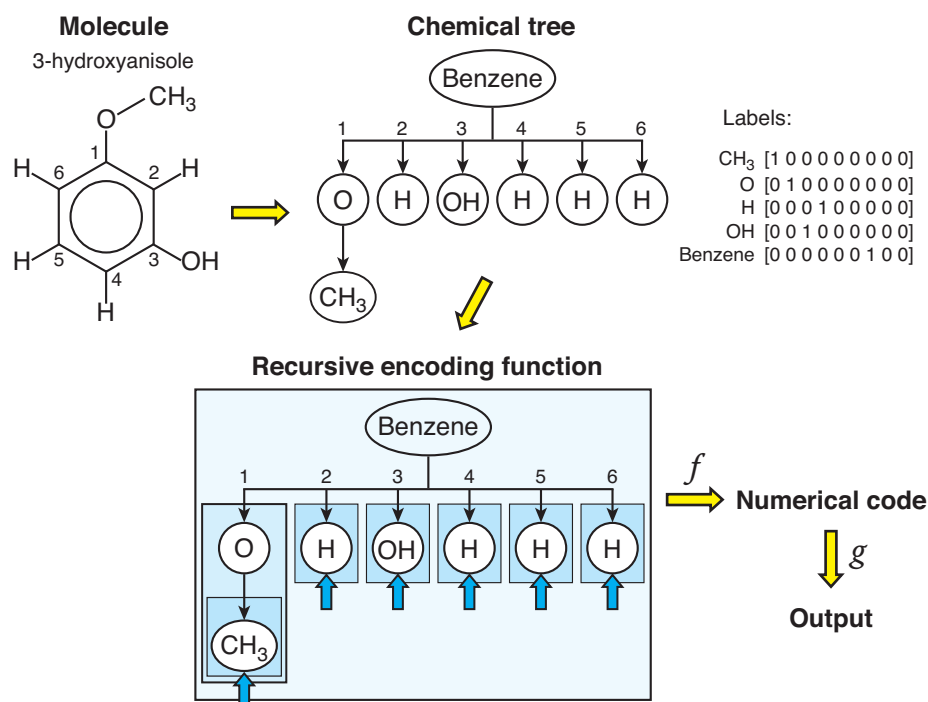 Molecule
3-hydroxyanisole
CH₃
O
1
6
2
H
H
5
3
H
4
OH
H
Chemical tree
Benzene
1 2 3 4 5 6
O H OH H H H
CH₃
Labels:
CH₃ [1 0 0 0 0 0 0 0 0]
O [0 1 0 0 0 0 0 0 0]
H [0 0 0 1 0 0 0 0 0]
OH [0 0 1 0 0 0 0 0 0]
Benzene [0 0 0 0 0 0 1 0 0]
Recursive encoding function
Benzene
1 2 3 4 5 6
O H OH H H H
CH₃
f
Numerical code
g
Output